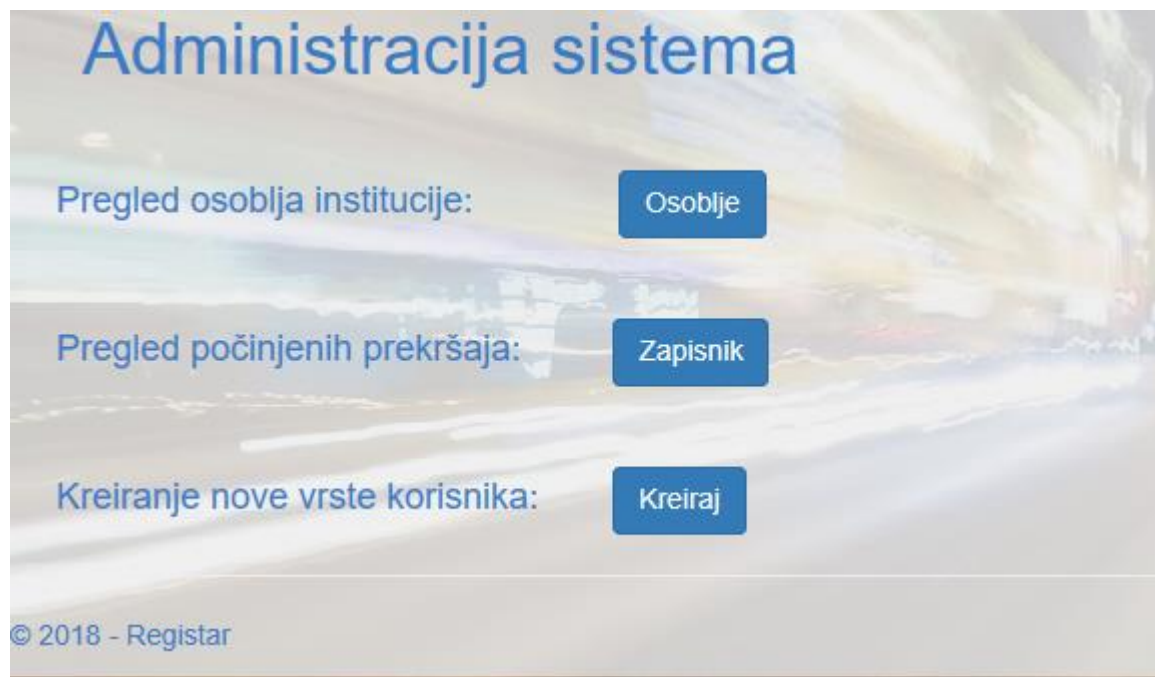 Administracija sistema
Pregled osoblja institucije: Osoblje
Pregled počinjenih prekršaja: Zapisnik
Kreiranje nove vrste korisnika: Kreiraj
© 2018 - Registar